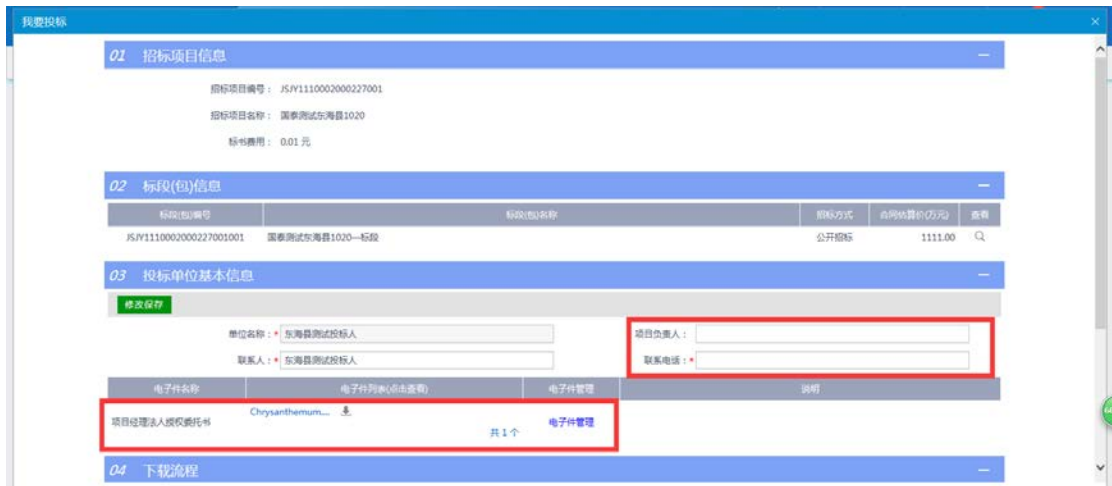 我要投标
01 招标项目信息
招标项目编号： JSJY1110002000227001
招标项目名称： 国泰测试东海县1020
标书费用： 0.01 元
02 标段(包)信息
标段(包)编号 标段(包)名称 招标方式 合同估算价(万元) 查看
JSJY1110002000227001001 国泰测试东海县1020—标段 公开招标 1111.00
03 投标单位基本信息
修改保存
单位名称：* 东海县测试投标人 项目负责人：
联系人：* 东海县测试投标人 联系电话：*
电子件名称 电子件列表(点击查看) 电子件管理 说明
项目经理法人授权委托书 Chrysanthemum.... 电子件管理
共 1 个
04 下载流程